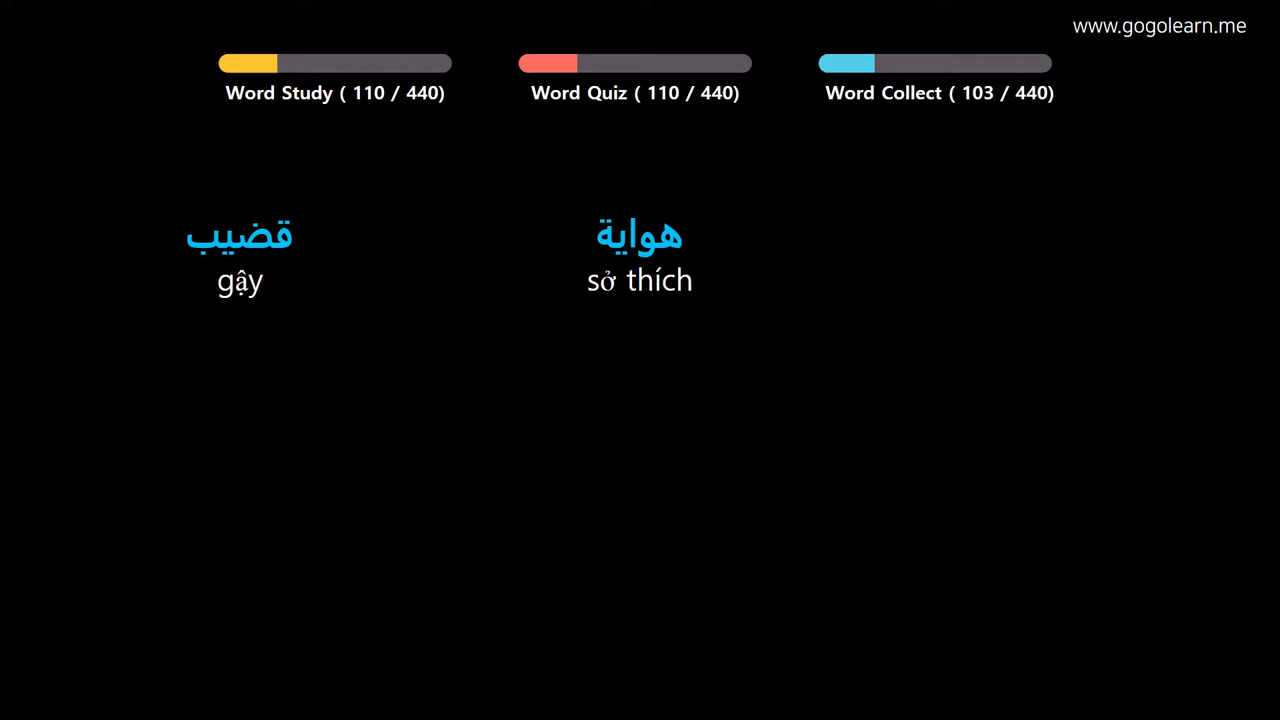 www.gogolearn.me
Word Study ( 110 / 440)
Word Quiz ( 110 / 440)
Word Collect ( 103 / 440)
قضيب
gậy
هواية
sở thích